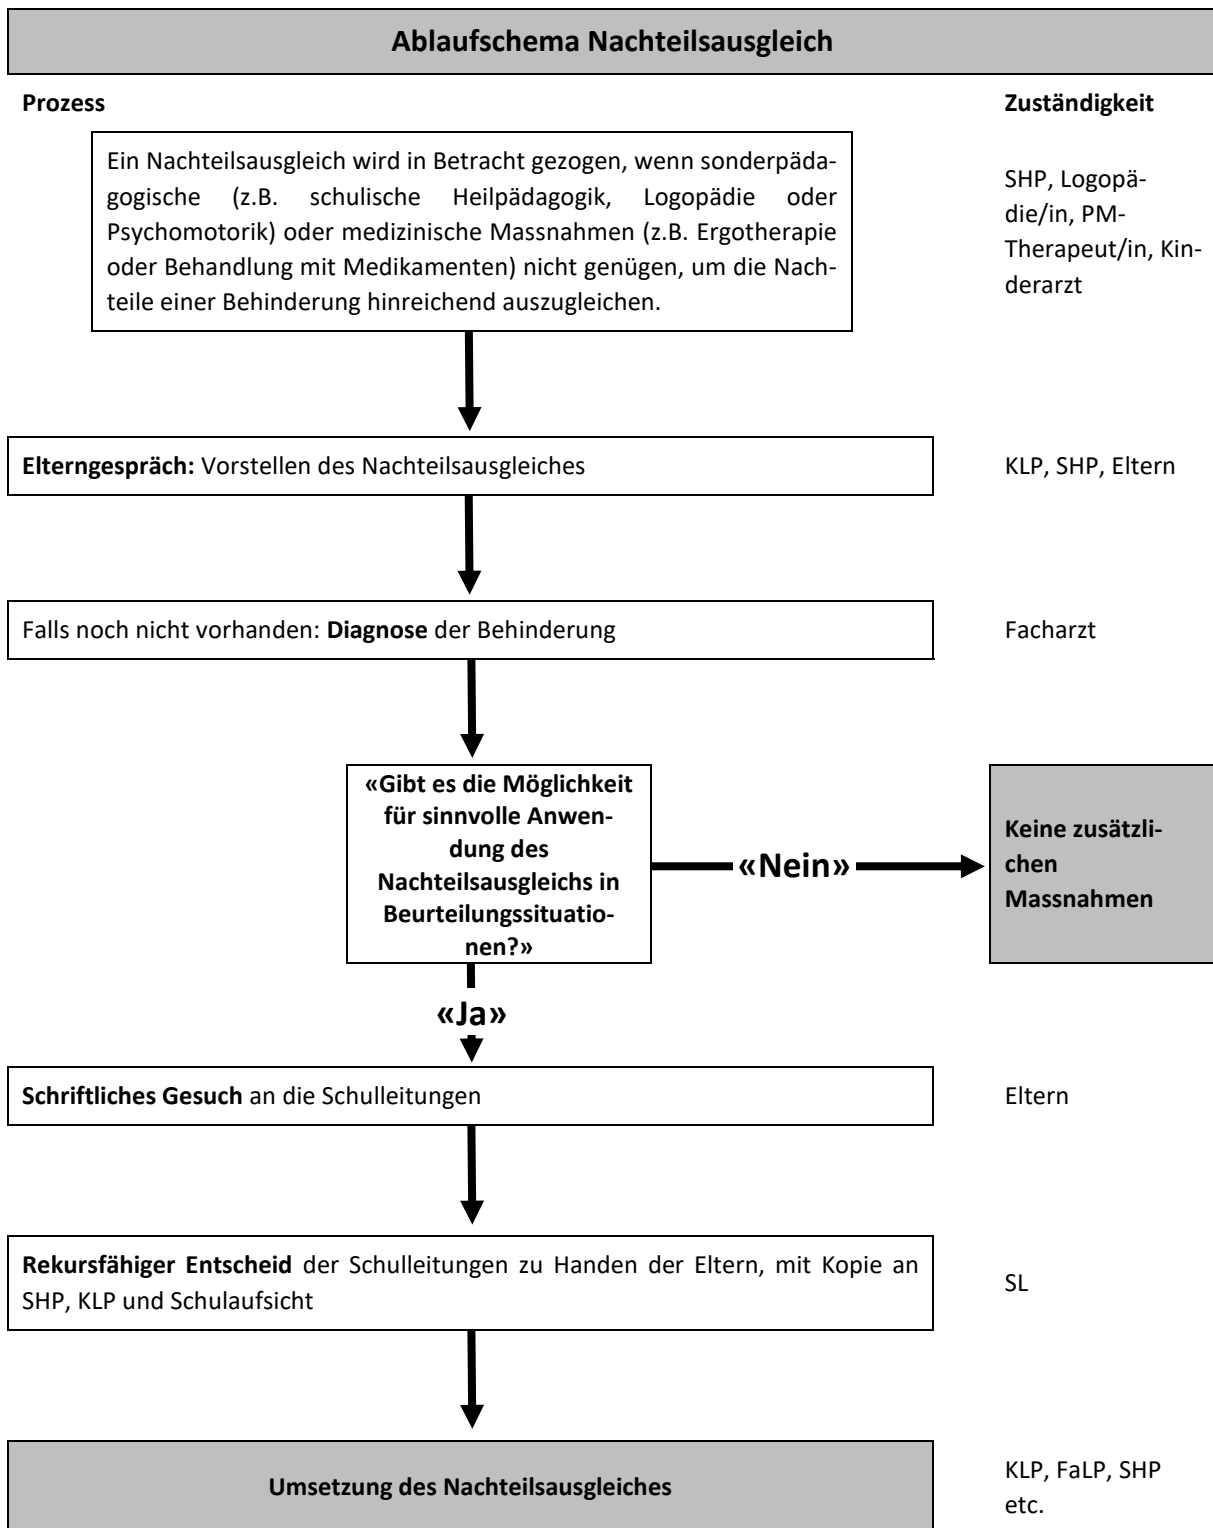 Ablaufschema Nachteilsausgleich
Prozess
Zuständigkeit
Ein Nachteilsausgleich wird in Betracht gezogen, wenn sonderpäda-
gogische (z.B. schulische Heilpädagogik, Logopädie oder
Psychomotorik) oder medizinische Massnahmen (z.B. Ergotherapie
oder Behandlung mit Medikamenten) nicht genügen, um die Nach-
teile einer Behinderung hinreichend auszugleichen.
SHP, Logopä-
die/in, PM-
Therapeut/in, Kin-
derarzt
Elterngespräch: Vorstellen des Nachteilsausgleiches
KLP, SHP, Eltern
Falls noch nicht vorhanden: Diagnose der Behinderung
Facharzt
«Gibt es die Möglichkeit
für sinnvolle Anwen-
dung des
Nachteilsausgleichs in
Beurteilungssituatio-
nen?»
«Nein»
Keine zusätzli-
chen
Massnahmen
«Ja»
Schriftliches Gesuch an die Schulleitungen
Eltern
Rekursfähiger Entscheid der Schulleitungen zu Handen der Eltern, mit Kopie an
SHP, KLP und Schulaufsicht
SL
Umsetzung des Nachteilsausgleiches
KLP, FaLP, SHP
etc.